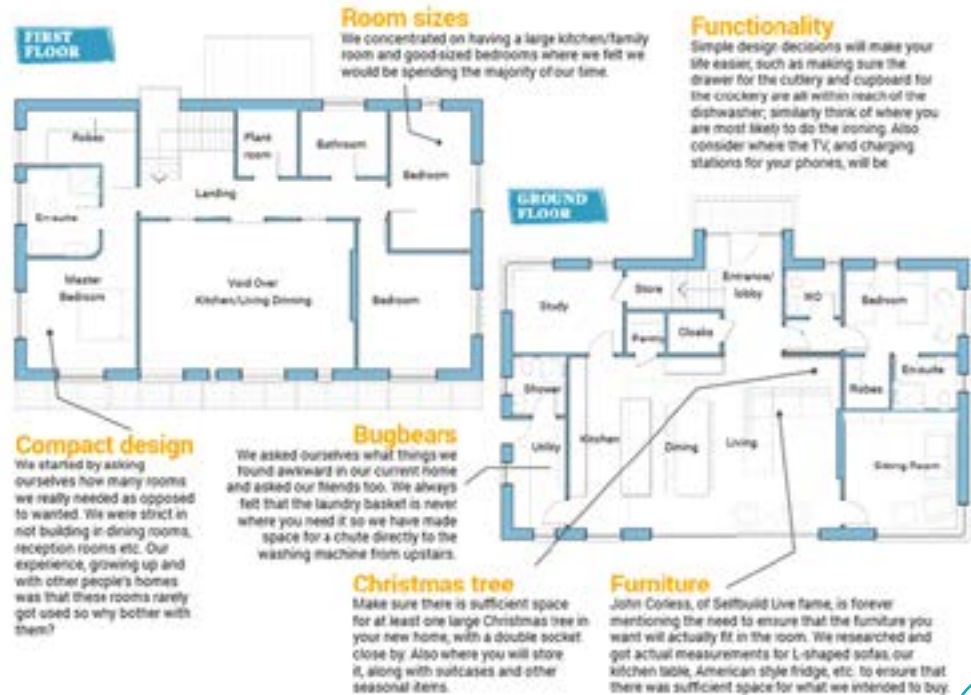 FIRST
FLOOR
Room sizes
We concentrated on having a large kitchen/family
room and good-sized bedrooms where we felt we
would be spending the majority of our time.
Functionality
Simple design decisions will make your
life easier, such as making sure the
drawer for the cutlery and cupboard for
the crockery are all within reach of the
dishwasher; similarly think of where you
are most likely to do the ironing. Also
consider where the TV, and charging
stations for your phones, will be
Robes
Plant
room
Bathroom
Bedroom
Landing
En-suite
Master
Bedroom
Void Over
Kitchen/Living Dinning
Bedroom
GROUND
FLOOR
Study
Store
Entrance/
lobby
WC
Bedroom
Pantry
Cloaks
Shower
Robes
En-suite
Utility
Kitchen
Dining
Living
Sitting Room
Compact design
We started by asking
ourselves how many rooms
we really needed as opposed
to wanted. We were strict in
not building in dining rooms,
reception rooms etc. Our
experience, growing up and
with other people's homes
was that these rooms rarely
got used so why bother with
them?
Bugbears
We asked ourselves what things we
found awkward in our current home
and asked our friends too. We always
felt that the laundry basket is never
where you need it so we have made
space for a chute directly to the
washing machine from upstairs.
Christmas tree
Make sure there is sufficient space
for at least one large Christmas tree in
your new home, with a double socket
close by. Also where you will store
it, along with suitcases and other
seasonal items.
Furniture
John Corless, of Selfbuild Live fame, is forever
mentioning the need to ensure that the furniture you
want will actually fit in the room. We researched and
got actual measurements for L-shaped sofas, our
kitchen table, American style fridge, etc. to ensure that
there was sufficient space for what we intended to buy.